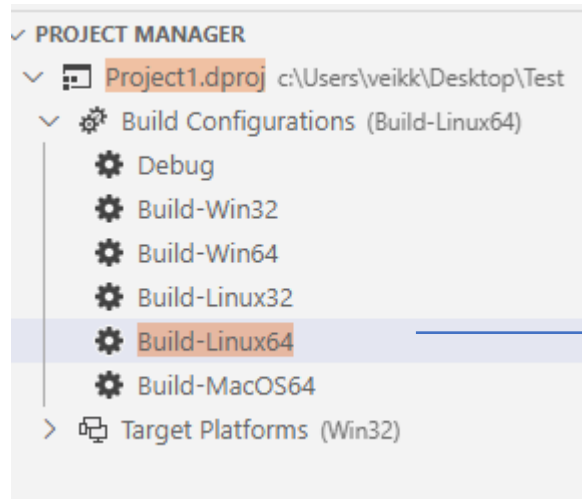 PROJECT MANAGER
Project1.dproj c:\Users\veikk\Desktop\Test
Build Configurations (Build-Linux64)
Debug
Build-Win32
Build-Win64
Build-Linux32
Build-Linux64
Build-MacOS64
Target Platforms (Win32)